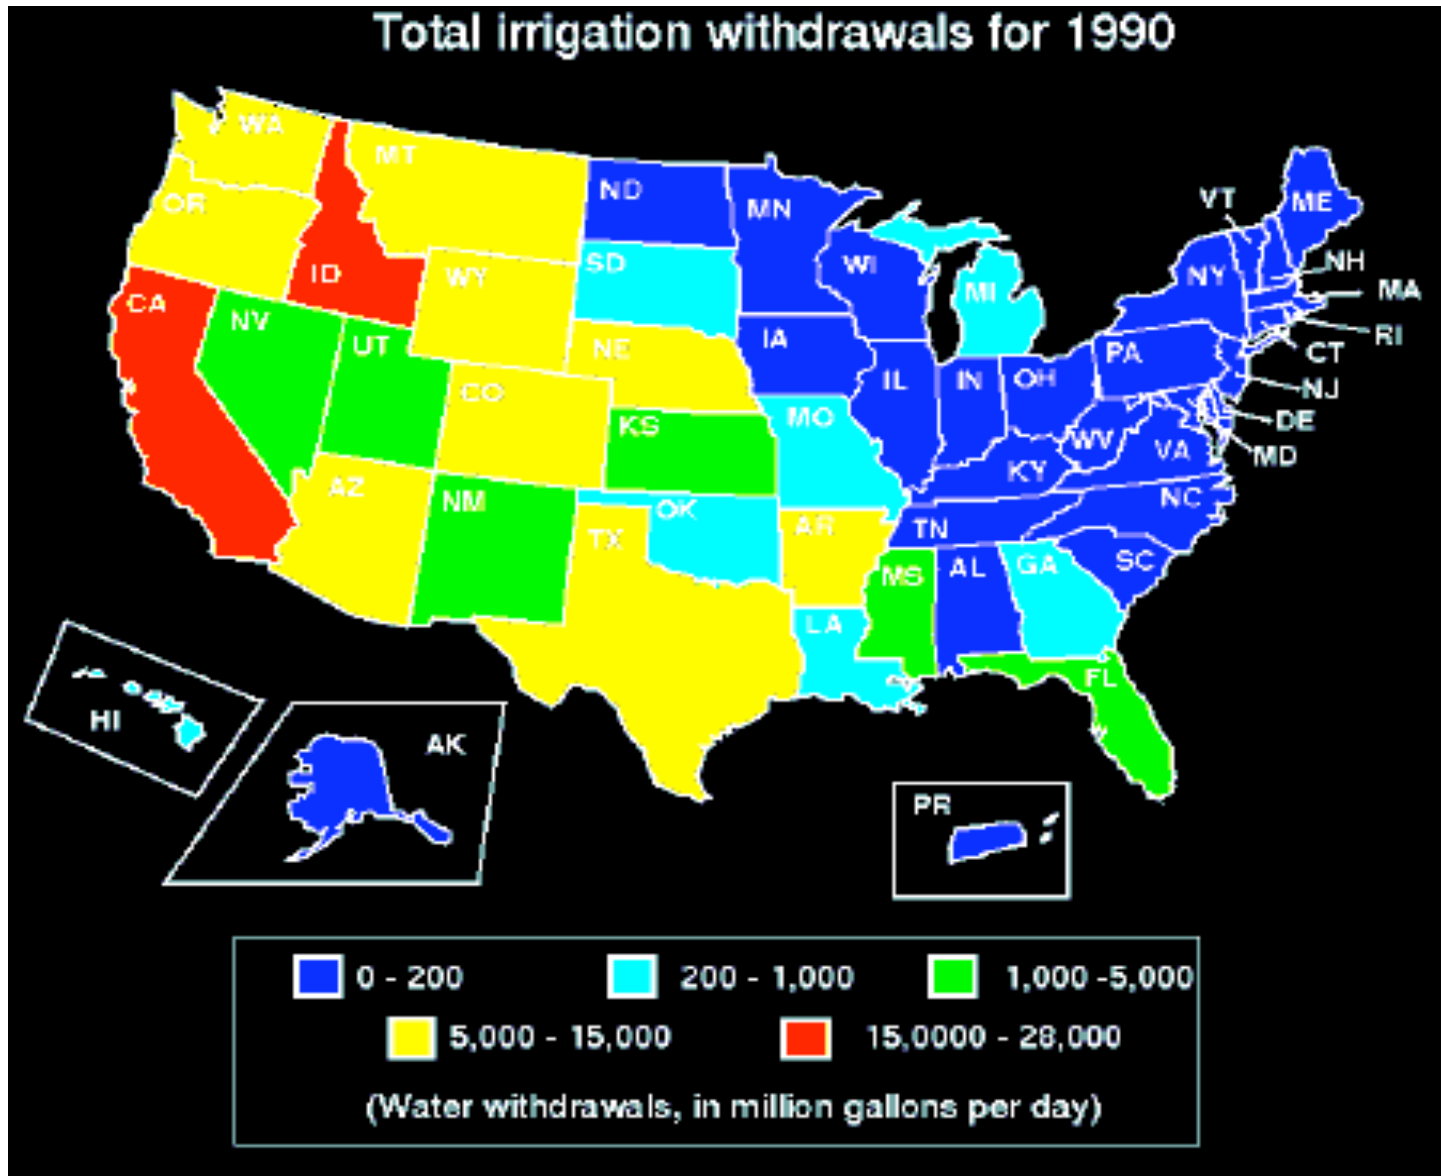 Total irrigation withdrawals for 1990
WA
MT
ND
MN
VT
ME
OR
ID
SD
WI
NY
NH
MA
CA
WY
MI
RI
NV
UT
NE
IA
IL
IN
OH
PA
CT
NJ
CO
KS
MO
WV
DE
VA
MD
KY
AZ
NM
OK
TN
NC
TX
AR
MS
AL
GA
SC
LA
FL
HI
AK
PR
0 - 200
200 - 1,000
1,000 -5,000
5,000 - 15,000
15,0000 - 28,000
(Water withdrawals, in million gallons per day)